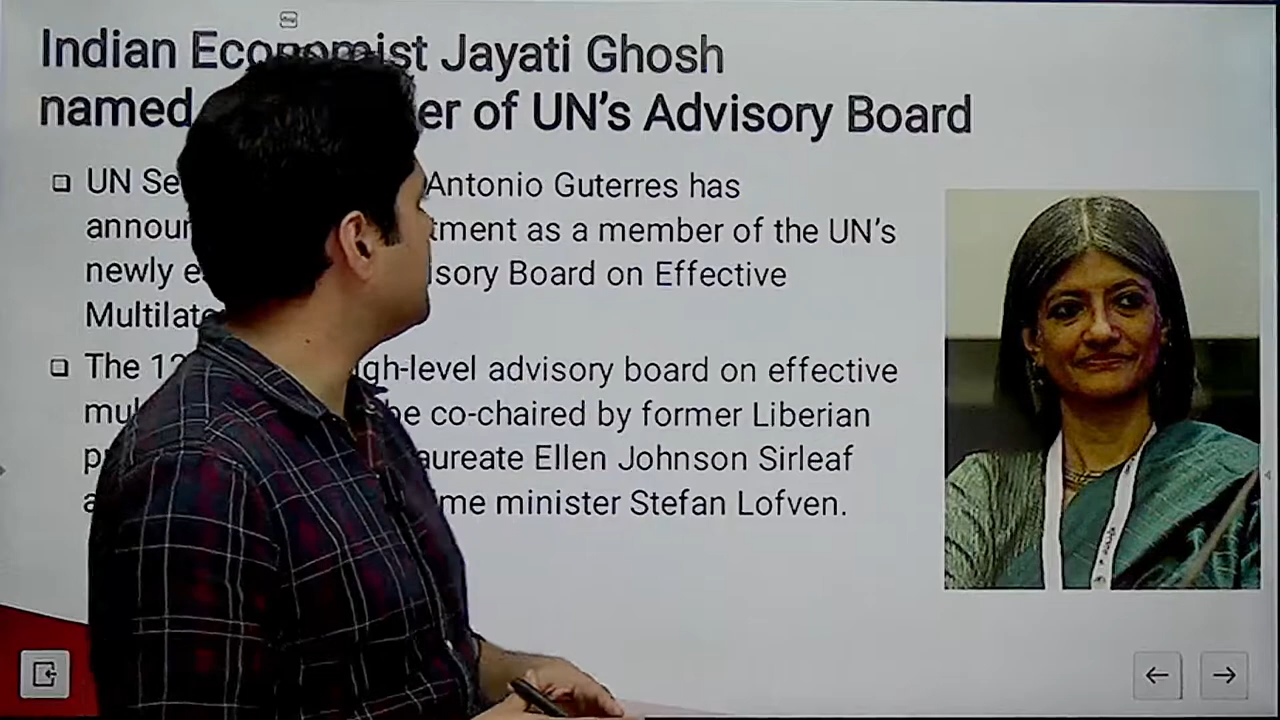 Indian Economist Jayati Ghosh
named er of UN's Advisory Board
UN Se Antonio Guterres has
announ tment as a member of the UN's
newly e isory Board on Effective
Multilate
The 12 gh-level advisory board on effective
mul be co-chaired by former Liberian
p aureate Ellen Johnson Sirleaf
a me minister Stefan Lofven.